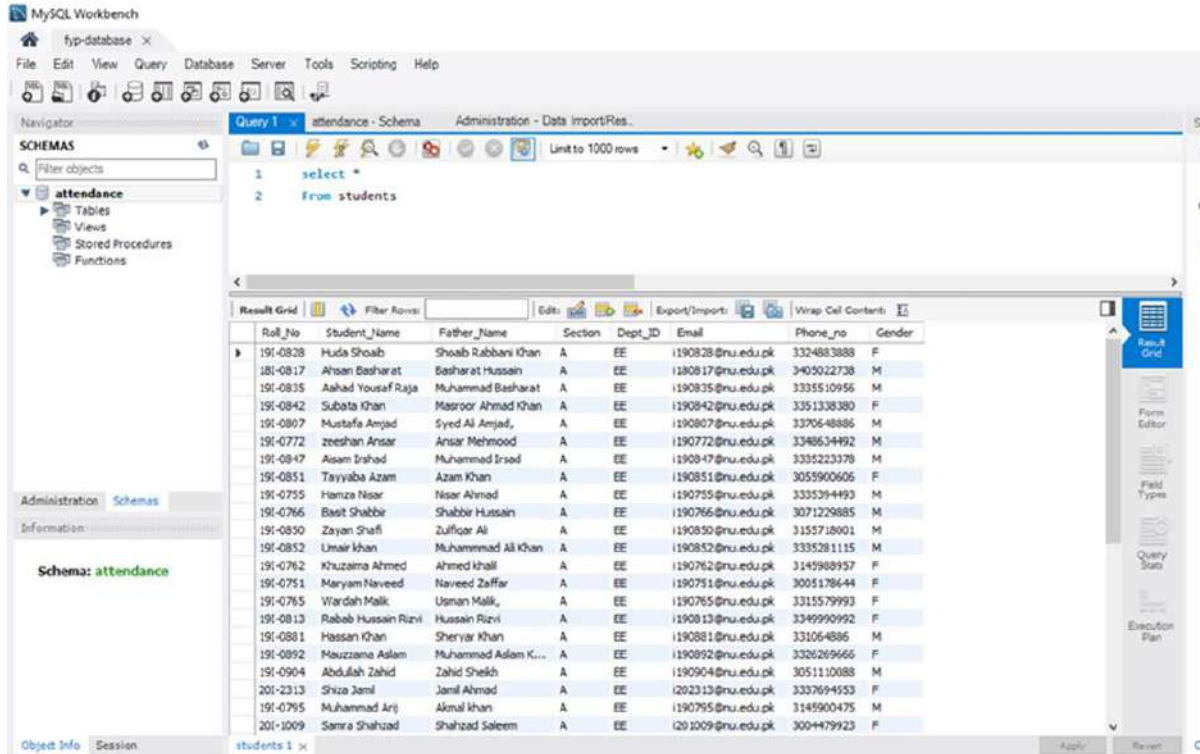 MySQL Workbench
fyp-database
File Edit View Query Database Server Tools Scripting Help
Navigator
SCHEMAS
Filter objects
attendance
Tables
Views
Stored Procedures
Functions
Administration Schemas
Information
Schema: attendance
Object Info Session
Query 1 attendance - Schema Administration - Data Import/Res..
Limit to 1000 rows
1 select *
2 From students
Result Grid Filter Rows: Edit: Export/Import: Wrap Cell Content:
Roll_No Student_Name Father_Name Section Dept_ID Email Phone_no Gender
19I-0828 Huda Shoaib Shoaib Rabbani Khan A EE i190828@nu.edu.pk 3324883888 F
18I-0817 Ahsan Basharat Basharat Hussain A EE i180817@nu.edu.pk 3405022738 M
19I-0835 Aahad Yousaf Raja Muhammad Basharat A EE i190835@nu.edu.pk 3335510956 M
19I-0842 Subata Khan Masroor Ahmad Khan A EE i190842@nu.edu.pk 3351338380 F
19I-0807 Mustafa Amjad Syed Ali Amjad, A EE i190807@nu.edu.pk 3370648886 M
19I-0772 zeeshan Ansar Ansar Mehmood A EE i190772@nu.edu.pk 3348634492 M
19I-0847 Aisam Irshad Muhammad Irsad A EE i190847@nu.edu.pk 3335223378 M
19I-0851 Tayyaba Azam Azam Khan A EE i190851@nu.edu.pk 3055900606 F
19I-0755 Hamza Nisar Nisar Ahmad A EE i190755@nu.edu.pk 3335394493 M
19I-0766 Basit Shabbir Shabbir Hussain A EE i190766@nu.edu.pk 3071229885 M
19I-0850 Zayan Shafi Zulfiqar Ali A EE i190850@nu.edu.pk 3155718001 M
19I-0852 Umair khan Muhammmad Ali Khan A EE i190852@nu.edu.pk 3335281115 M
19I-0762 Khuzaima Ahmed Ahmed khalil A EE i190762@nu.edu.pk 3145988957 F
19I-0751 Maryam Naveed Naveed Zaffar A EE i190751@nu.edu.pk 3005178644 F
19I-0765 Wardah Malik Usman Malik, A EE i190765@nu.edu.pk 3315579993 F
19I-0813 Rabab Hussain Rizvi Hussain Rizvi A EE i190813@nu.edu.pk 3349990992 F
19I-0881 Hassan Khan Sheryar Khan A EE i190881@nu.edu.pk 331064886 M
19I-0892 Mauzzama Aslam Muhammad Aslam K... A EE i190892@nu.edu.pk 3326269666 F
19I-0904 Abdullah Zahid Zahid Sheikh A EE i190904@nu.edu.pk 3051110088 M
20I-2313 Shiza Jamil Jamil Ahmad A EE i202313@nu.edu.pk 3337694553 F
19I-0795 Muhammad Arij Akmal khan A EE i190795@nu.edu.pk 3145900475 M
20I-1009 Samra Shahzad Shahzad Saleem A EE i201009@nu.edu.pk 3004479923 F
students 1
Apply Revert
Result
Grid
Form
Editor
Field
Types
Query
Stats
Execution
Plan